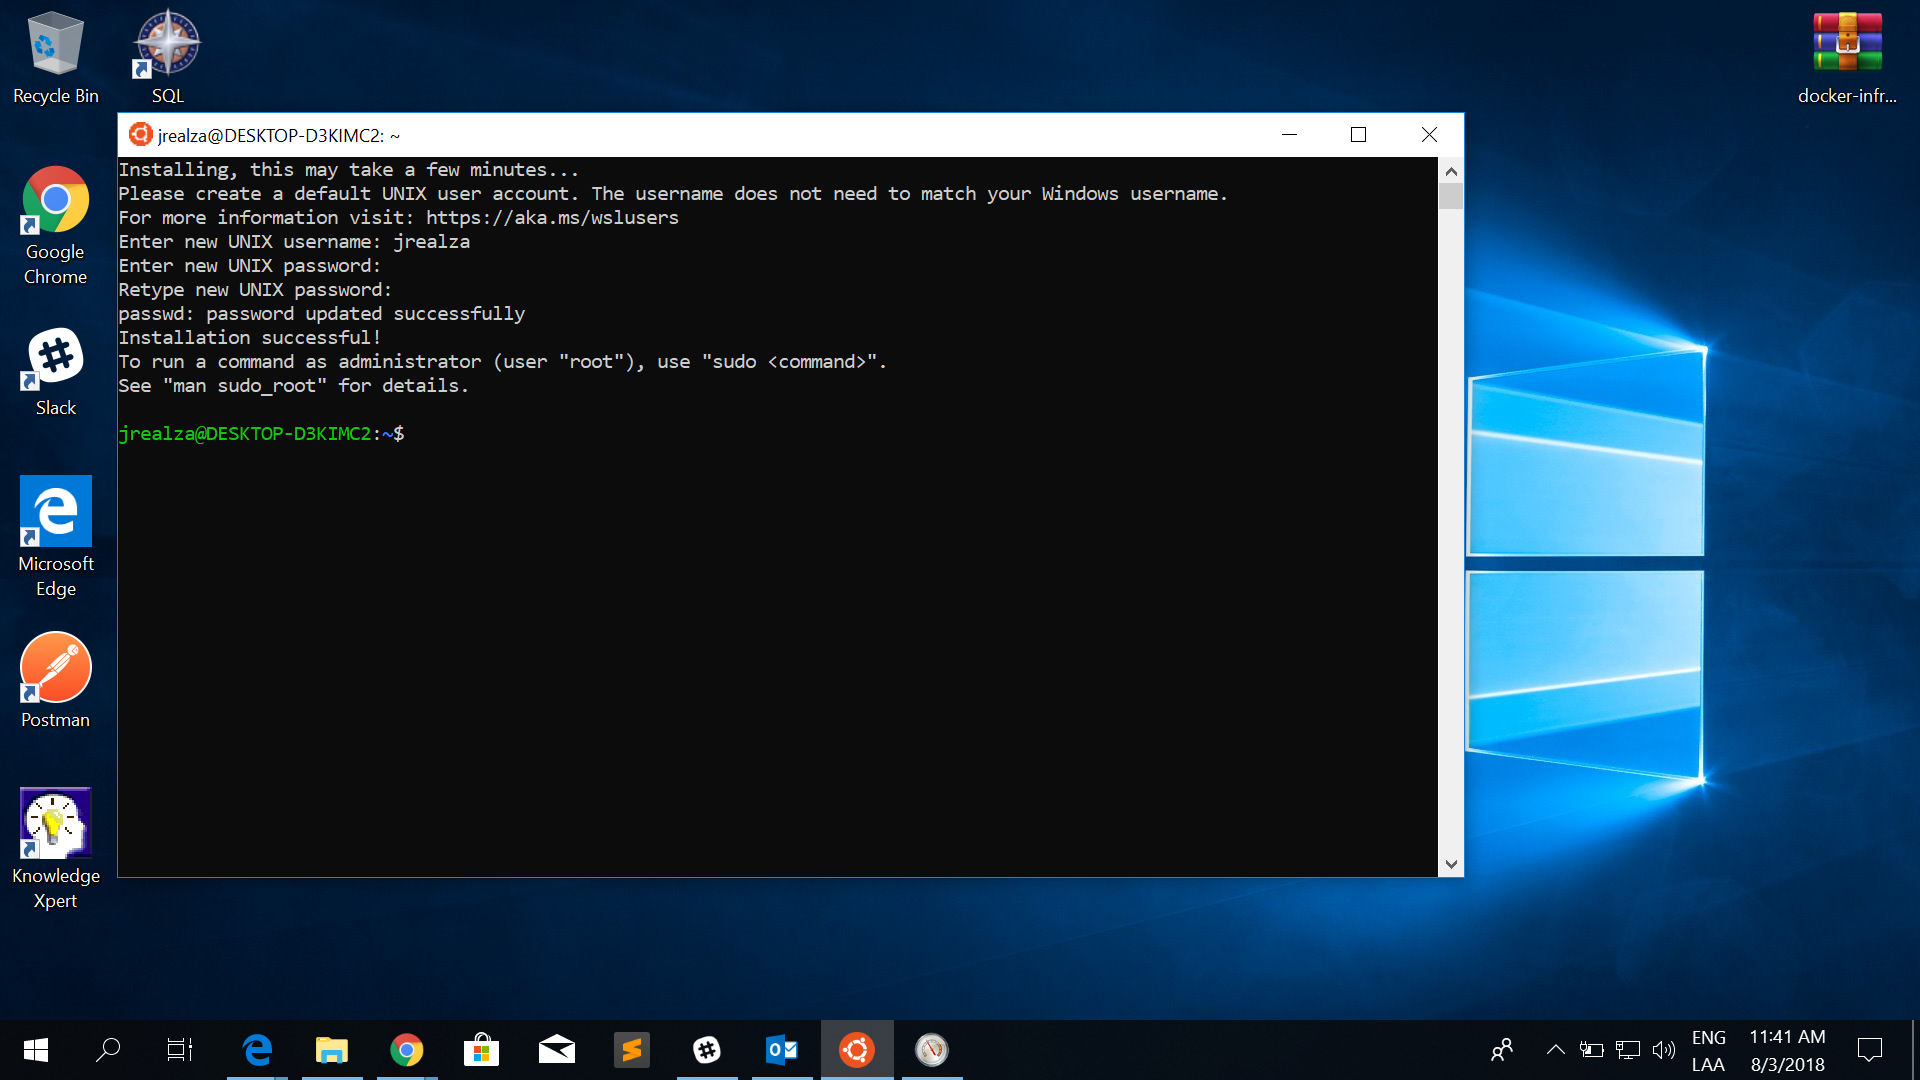 Recycle Bin
SQL
docker-infr...
jrealza@DESKTOP-D3KIMC2: ~
Installing, this may take a few minutes...
Please create a default UNIX user account. The username does not need to match your Windows username.
For more information visit: https://aka.ms/wslusers
Enter new UNIX username: jrealza
Enter new UNIX password:
Retype new UNIX password:
passwd: password updated successfully
Installation successful!
To run a command as administrator (user "root"), use "sudo <command>".
See "man sudo_root" for details.
jrealza@DESKTOP-D3KIMC2:~$
Google
Chrome
Slack
Microsoft
Edge
Postman
Knowledge
Xpert
ENG
LAA
11:41 AM
8/3/2018